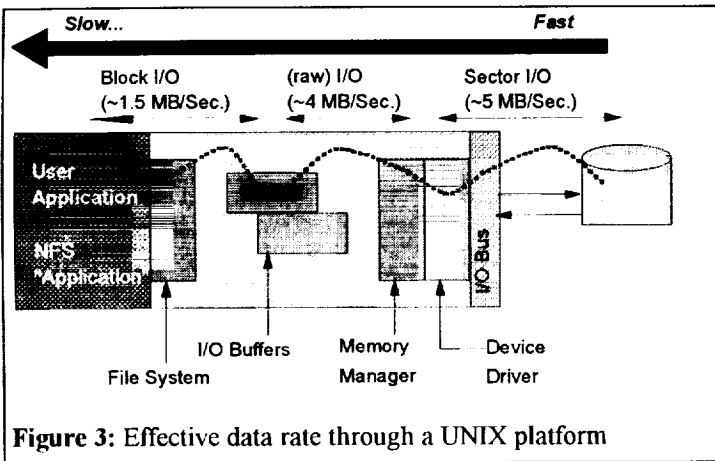 Slow... Fast
Block I/O (raw) I/O Sector I/O
(~1.5 MB/Sec.) (~4 MB/Sec.) (~5 MB/Sec.)
User
Application
NFS
"Application"
I/O Bus
I/O Buffers Memory Device
File System Manager Driver
Figure 3: Effective data rate through a UNIX platform